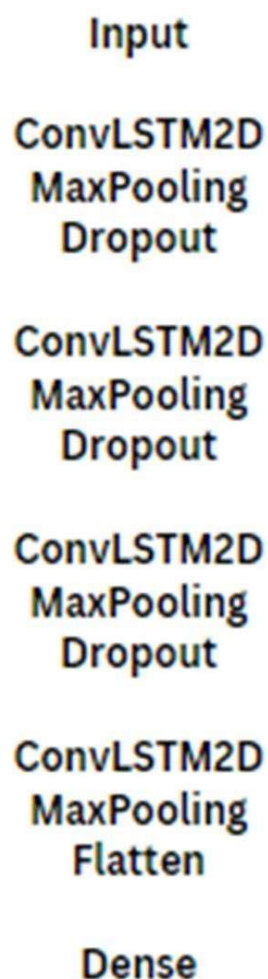 Input
ConvLSTM2D
MaxPooling
Dropout
ConvLSTM2D
MaxPooling
Dropout
ConvLSTM2D
MaxPooling
Dropout
ConvLSTM2D
MaxPooling
Flatten
Dense